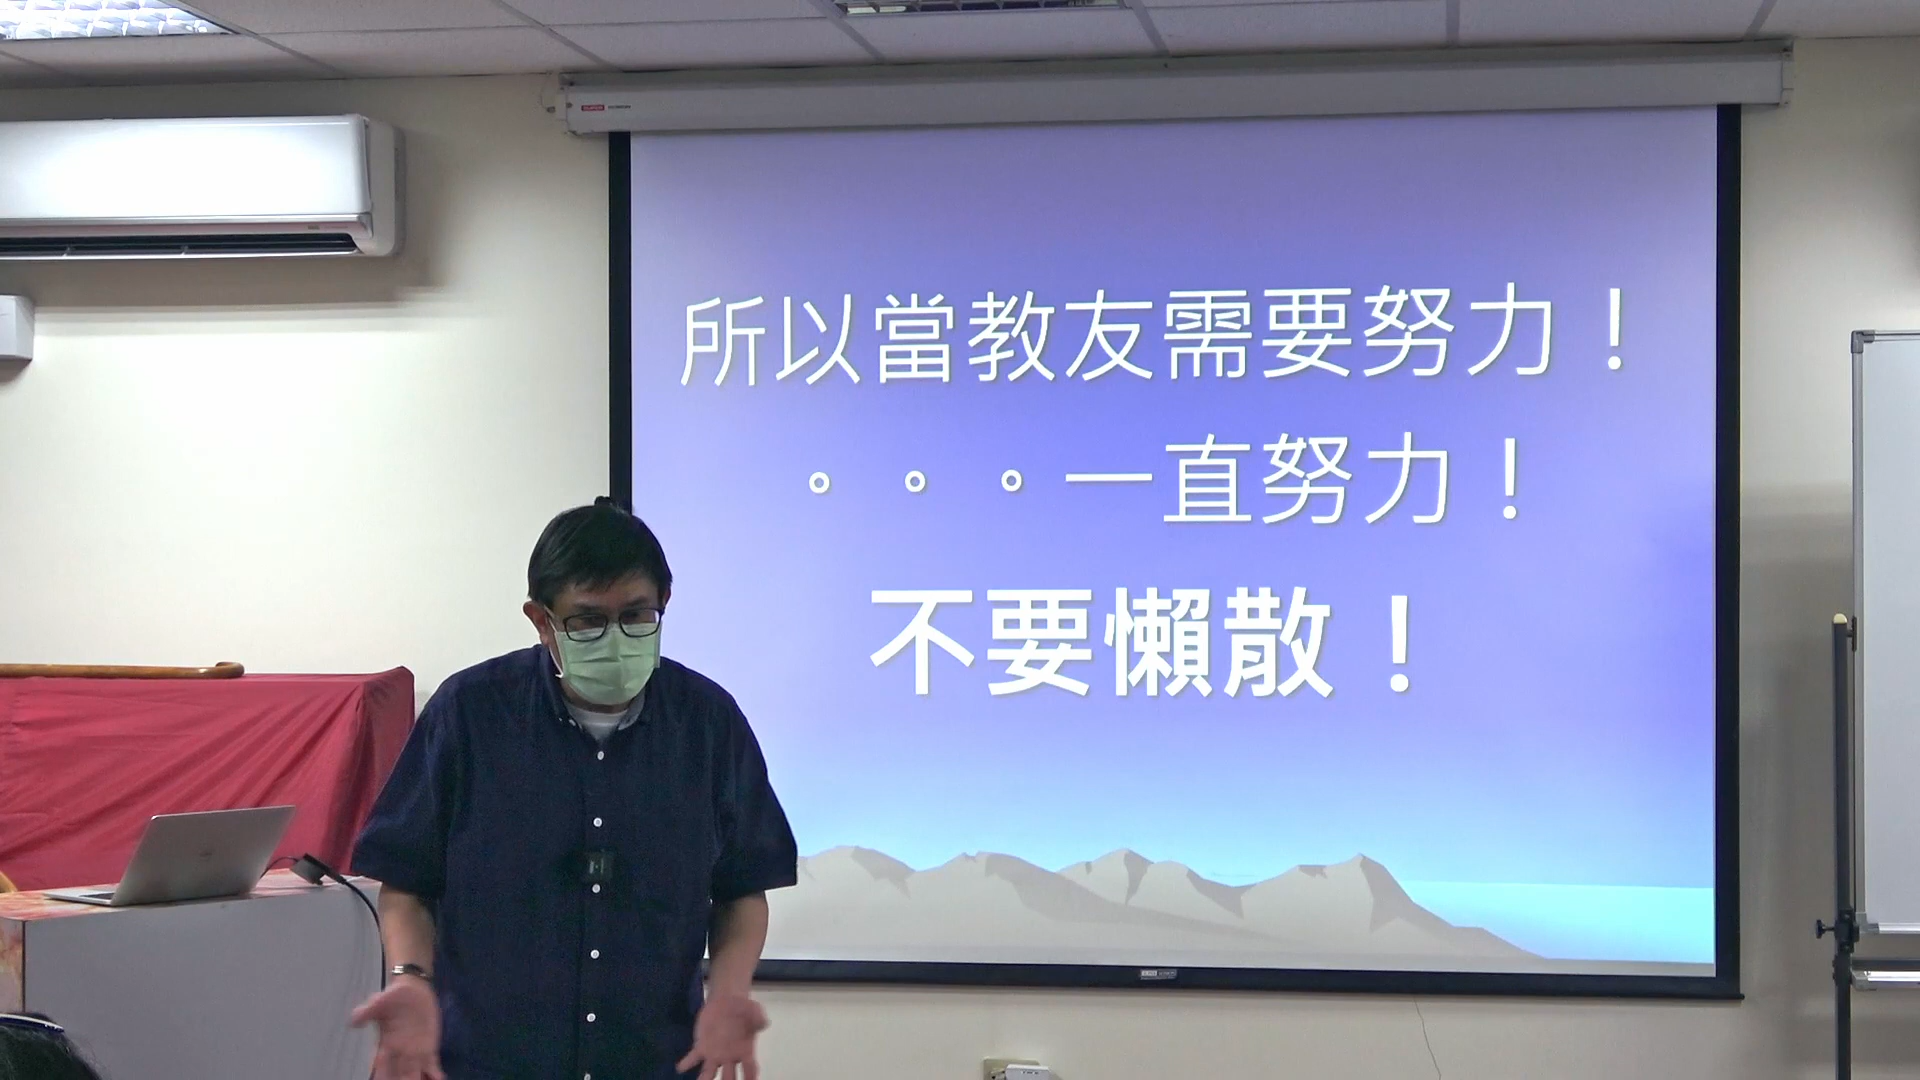 所以當教友需要努力！
。。。一直努力！
不要懶散！